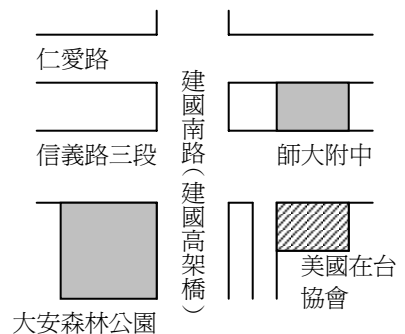 仁愛路
建國南路(建國高架橋)
信義路三段
師大附中
美國在台
協會
大安森林公園